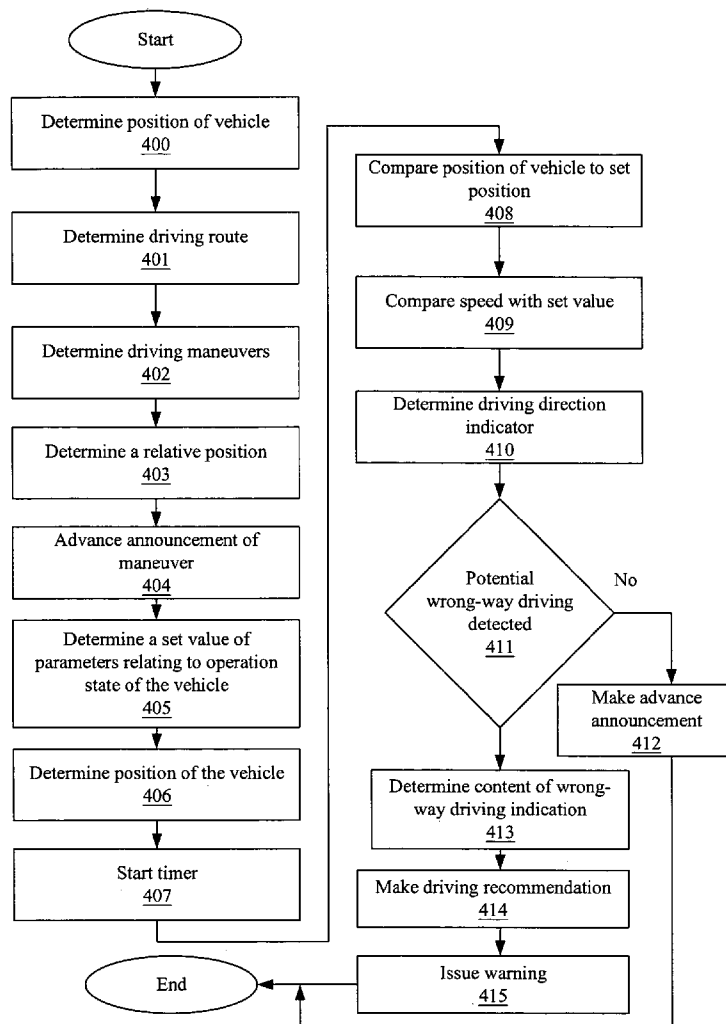 Start
Determine position of vehicle
400
Determine driving route
401
Determine driving maneuvers
402
Determine a relative position
403
Advance announcement of
maneuver
404
Determine a set value of
parameters relating to operation
state of the vehicle
405
Determine position of the vehicle
406
Start timer
407
Compare position of vehicle to set
position
408
Compare speed with set value
409
Determine driving direction
indicator
410
Potential
wrong-way driving
detected
411
No
Make advance
announcement
412
Determine content of wrong-
way driving indication
413
Make driving recommendation
414
Issue warning
415
End